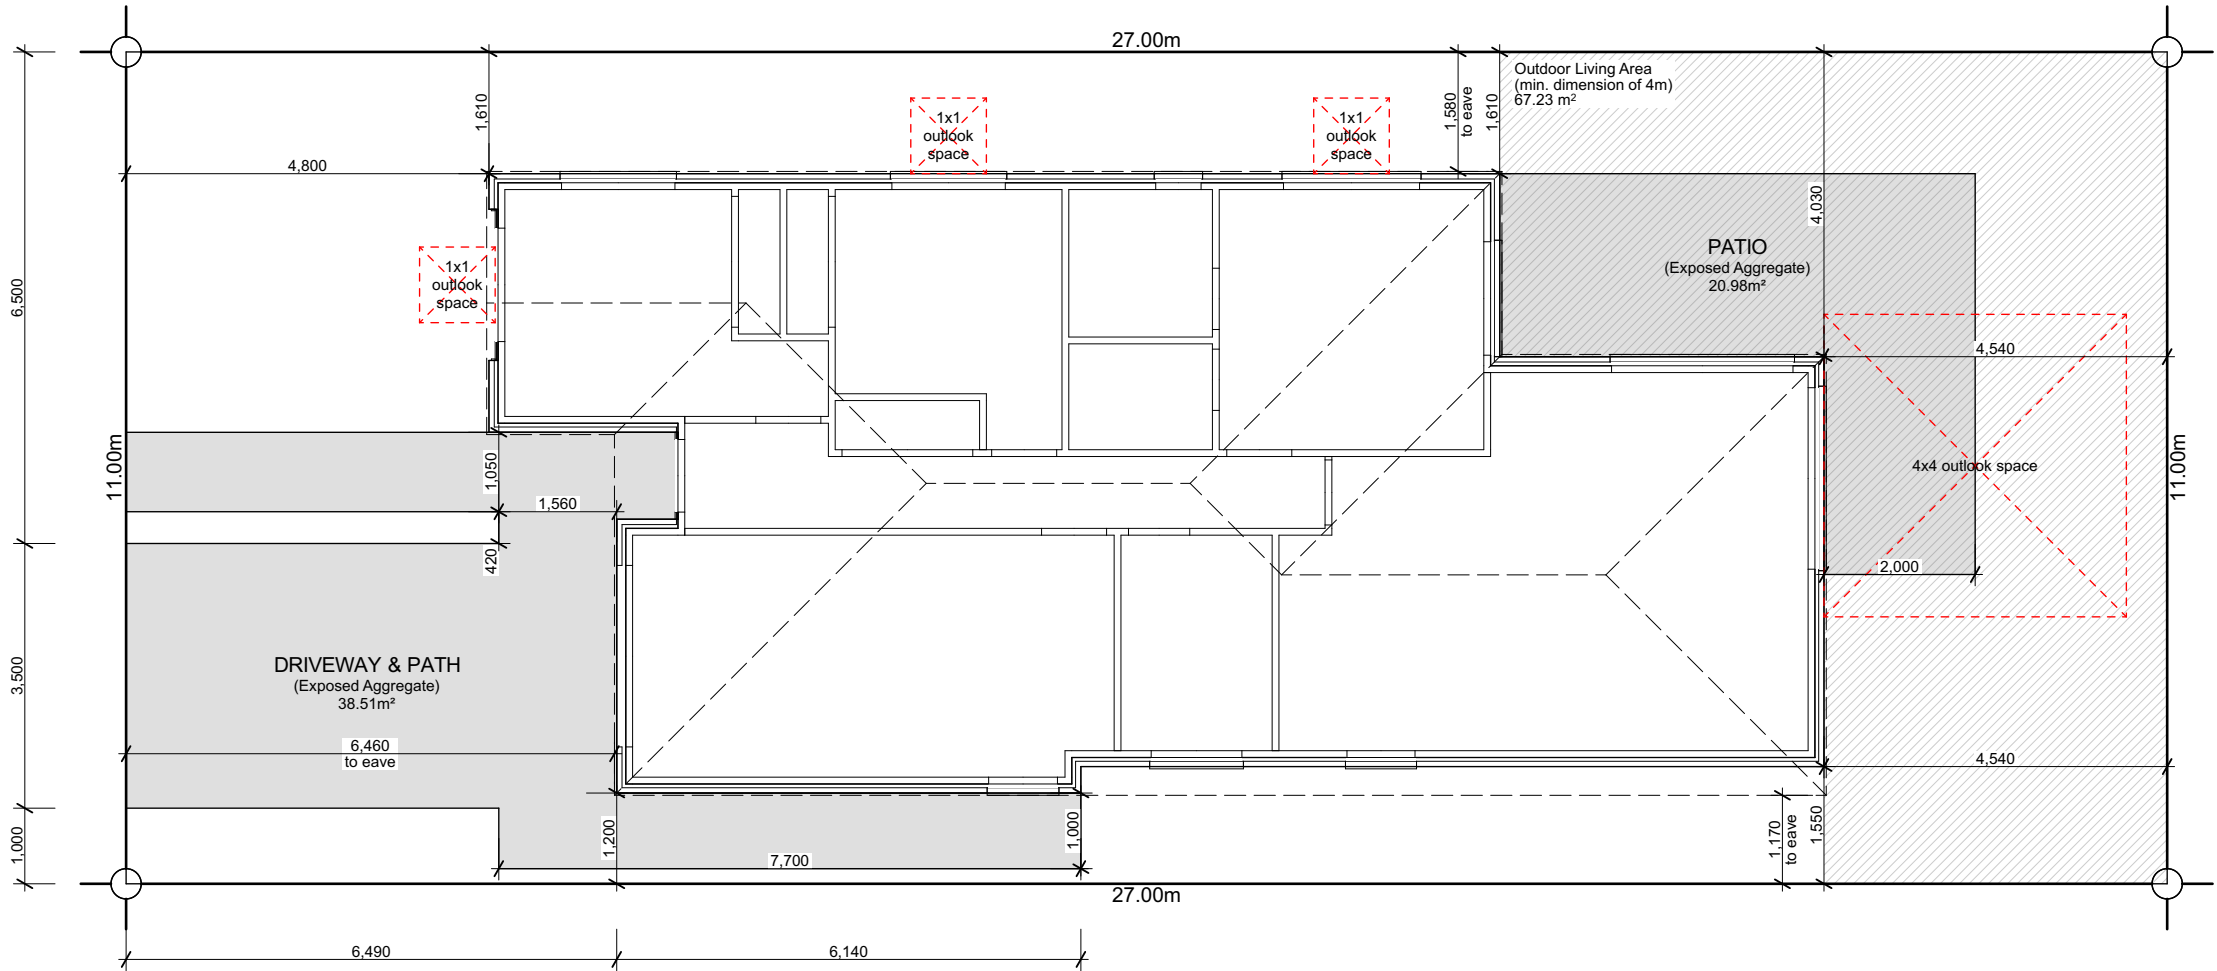 27.00m
Outdoor Living Area
(min. dimension of 4m)
67.23 m²
1,610
1,580
to eave
1,610
1x1
outlook
space
1x1
outlook
space
4,800
4,030
PATIO
(Exposed Aggregate)
20.98m²
1x1
outlook
space
6,500
4,540
11.00m
1,050
1,560
420
4x4 outlook space
11.00m
2,000
3,500
DRIVEWAY & PATH
(Exposed Aggregate)
38.51m²
6,460
to eave
4,540
1,000
1,200
1,000
7,700
1,170
to eave
1,550
27.00m
6,490
6,140